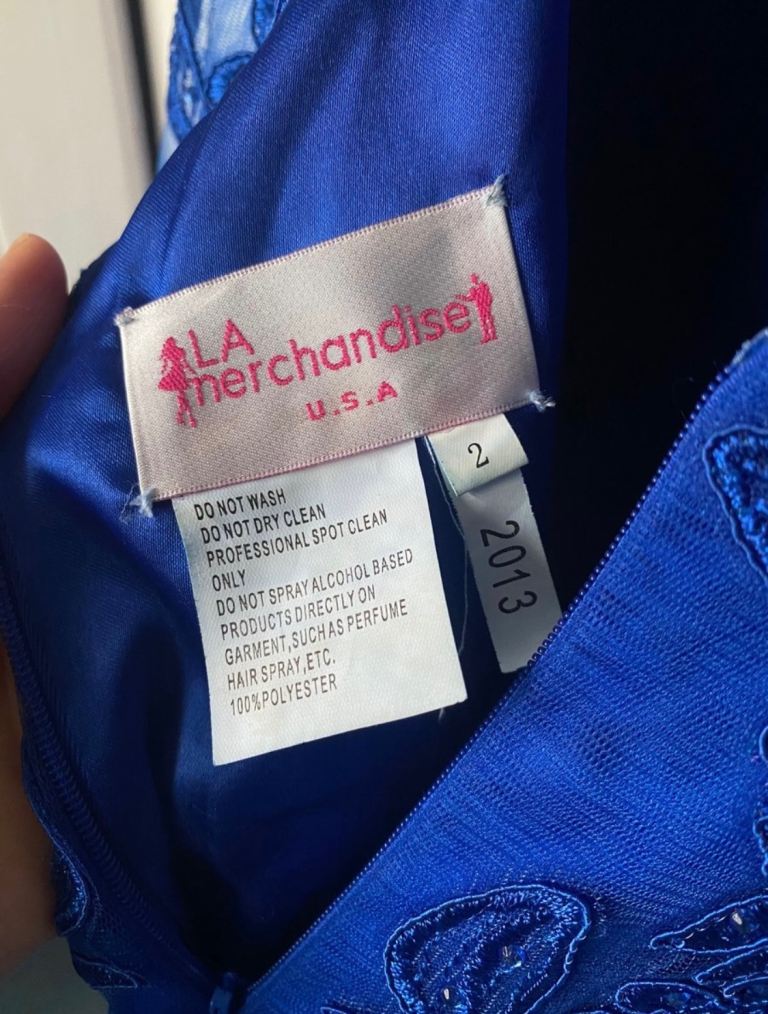 LA
merchandise
U.S.A
2
2013
DO NOT WASH
DO NOT DRY CLEAN
PROFESSIONAL SPOT CLEAN
ONLY
DO NOT SPRAY ALCOHOL BASED
PRODUCTS DIRECTLY ON
GARMENT,SUCH AS PERFUME
HAIR SPRAY,ETC.
100%POLYESTER